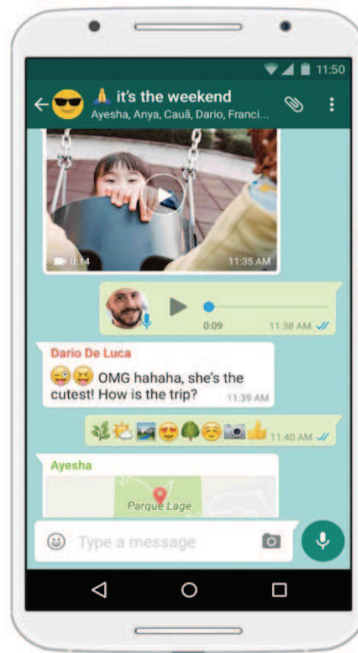 11:50
🙏 it's the weekend
Ayesha, Anya, Cauã, Dario, Franci...
0:14 11:35 AM
0:09 11:38 AM
Dario De Luca
😜😝 OMG hahaha, she's the
cutest! How is the trip?
11:39 AM
🌿🌤🏞😍🌳☺📷👍 11:40 AM
Ayesha
Parque Lage
Type a message